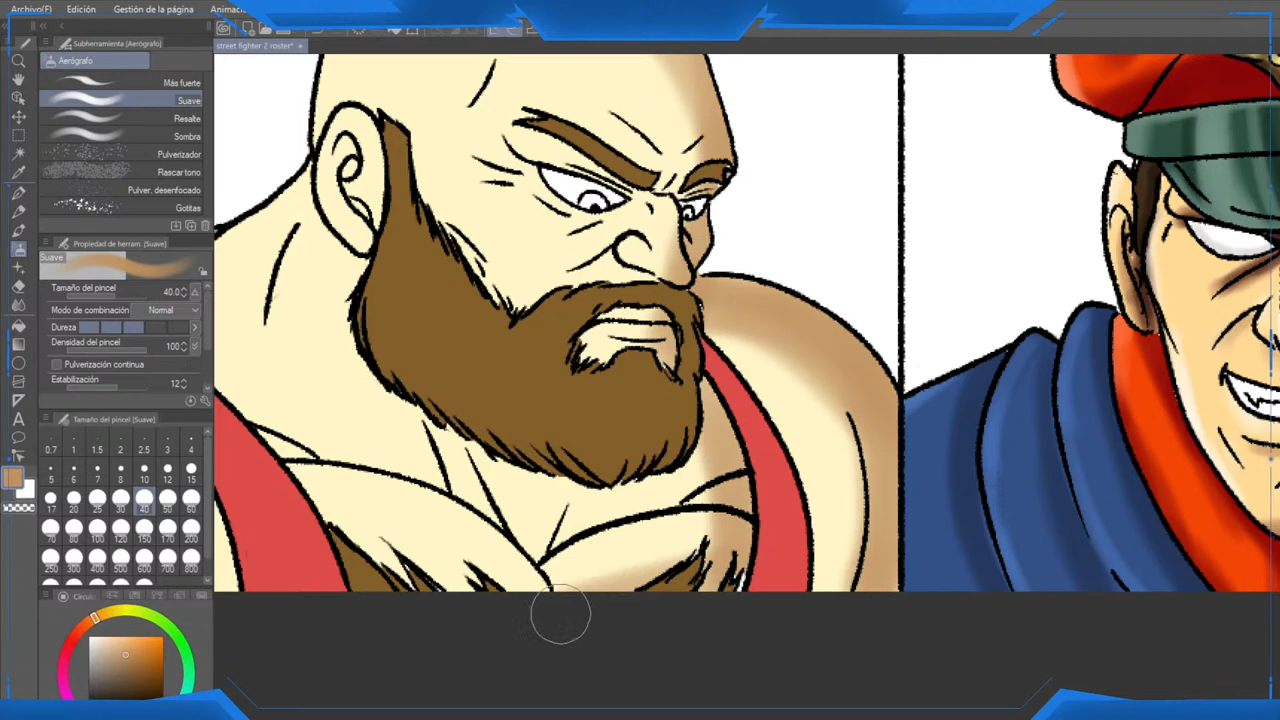 Archivo(F) Edición Gestión de la página Animaci
Subherramienta [Aerógrafo]
street fighter 2 roster*
Aerógrafo
Más fuerte
Suave
Resalte
Sombra
Pulverizador
Rascar tono
Pulver. desenfocado
Gotitas
Propiedad de herram. [Suave]
Suave
Tamaño del pincel 40.0
Modo de combinación Normal
Dureza
Densidad del pincel 100
Pulverización continua
Estabilización 12
Tamaño del pincel [Suave]
0.7 1 1.5 2 2.5 3 4
5 6 7 8 10 12 15
17 20 25 30 40 50 60
70 80 100 120 150 170 200
250 300 400 500 600 700 800